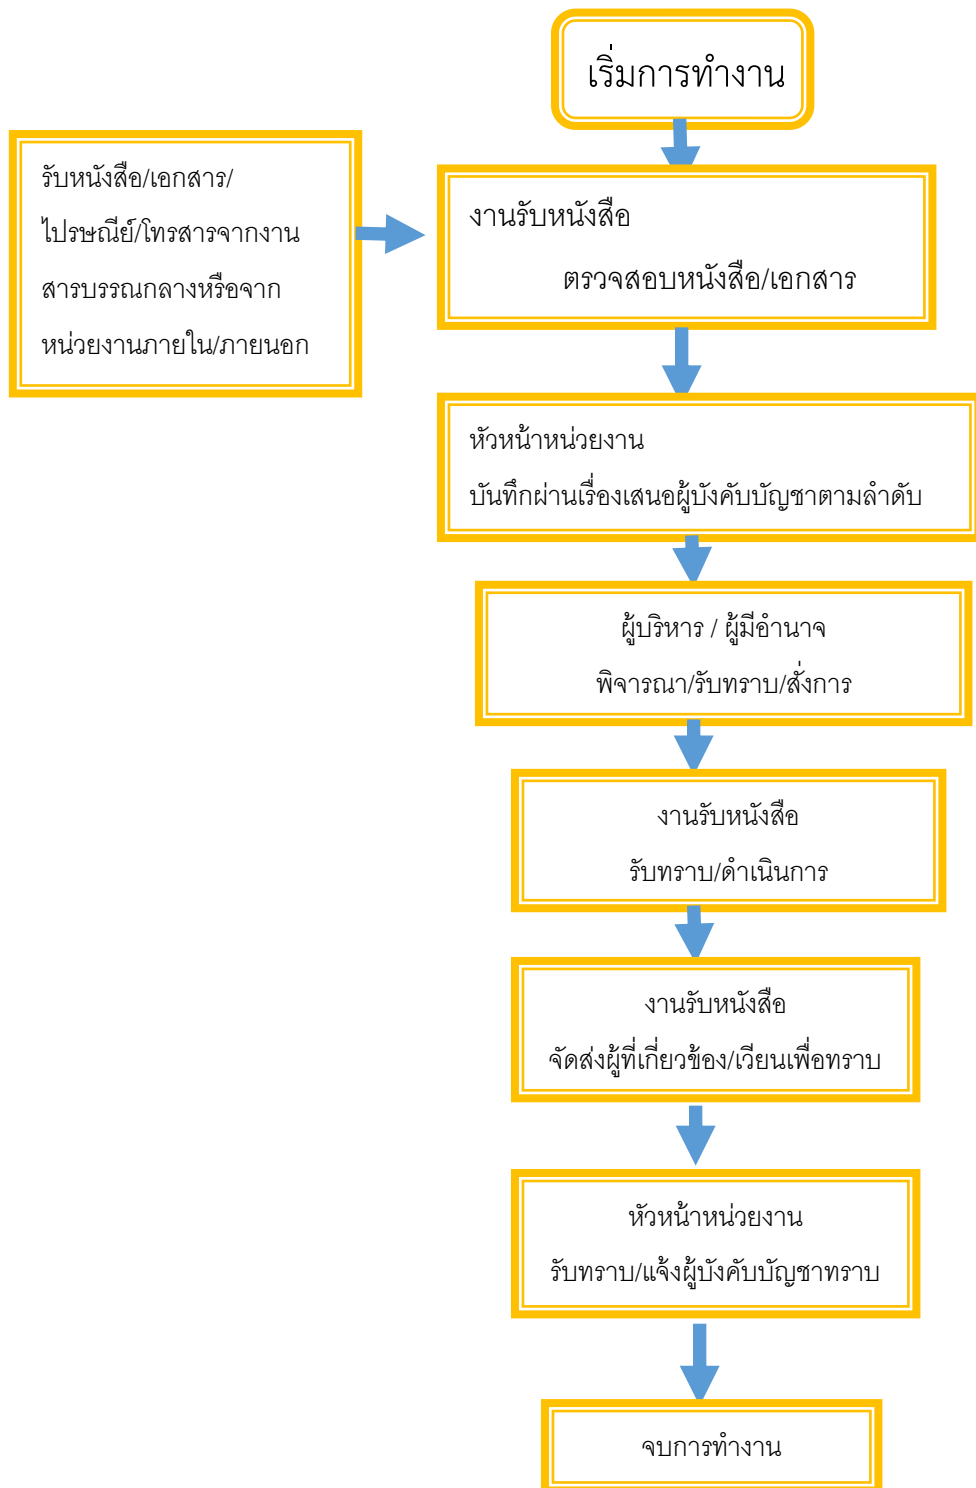 เริ่มการทำงาน
รับหนังสือ/เอกสาร/
ไปรษณีย์/โทรสารจากงาน
สารบรรณกลางหรือจาก
หน่วยงานภายใน/ภายนอก
งานรับหนังสือ
ตรวจสอบหนังสือ/เอกสาร
หัวหน้าหน่วยงาน
บันทึกผ่านเรื่องเสนอผู้บังคับบัญชาตามลำดับ
ผู้บริหาร / ผู้มีอำนาจ
พิจารณา/รับทราบ/สั่งการ
งานรับหนังสือ
รับทราบ/ดำเนินการ
งานรับหนังสือ
จัดส่งผู้ที่เกี่ยวข้อง/เวียนเพื่อทราบ
หัวหน้าหน่วยงาน
รับทราบ/แจ้งผู้บังคับบัญชาทราบ
จบการทำงาน